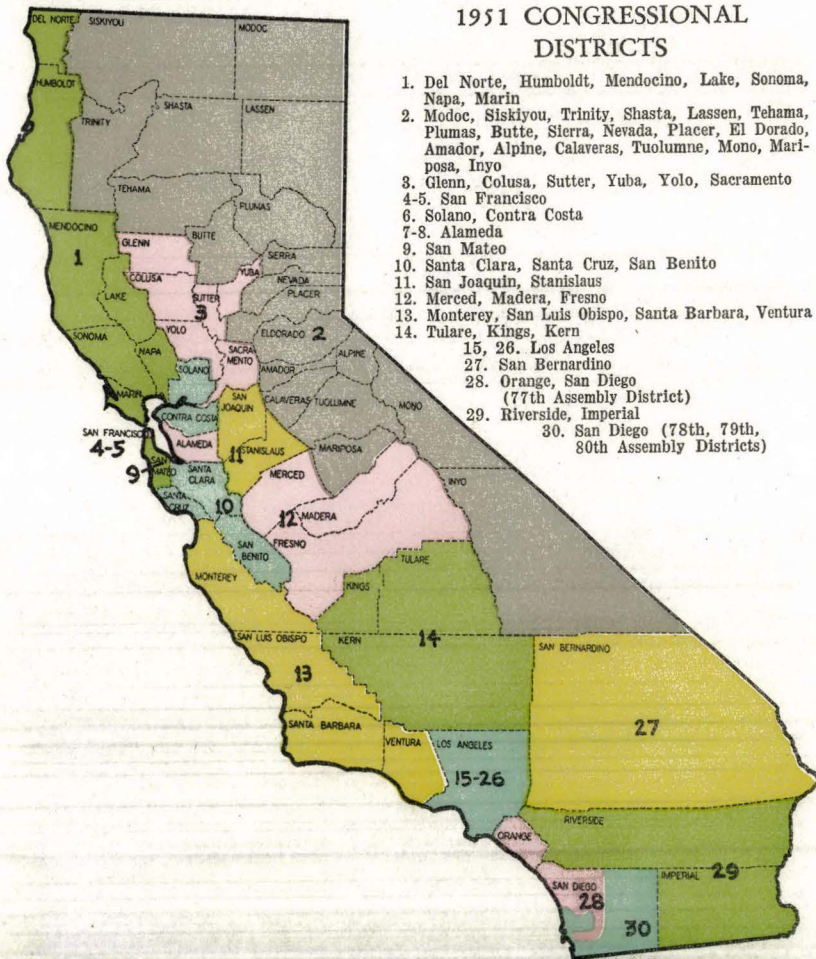 1951 CONGRESSIONAL
DISTRICTS
1. Del Norte, Humboldt, Mendocino, Lake, Sonoma,
Napa, Marin
2. Modoc, Siskiyou, Trinity, Shasta, Lassen, Tehama,
Plumas, Butte, Sierra, Nevada, Placer, El Dorado,
Amador, Alpine, Calaveras, Tuolumne, Mono, Mari-
posa, Inyo
3. Glenn, Colusa, Sutter, Yuba, Yolo, Sacramento
4-5. San Francisco
6. Solano, Contra Costa
7-8. Alameda
9. San Mateo
10. Santa Clara, Santa Cruz, San Benito
11. San Joaquin, Stanislaus
12. Merced, Madera, Fresno
13. Monterey, San Luis Obispo, Santa Barbara, Ventura
14. Tulare, Kings, Kern
15, 26. Los Angeles
27. San Bernardino
28. Orange, San Diego
(77th Assembly District)
29. Riverside, Imperial
30. San Diego (78th, 79th,
80th Assembly Districts)
DEL NORTE
SISKIYOU
MODOC
HUMBOLDT
TRINITY
SHASTA
LASSEN
TEHAMA
PLUMAS
MENDOCINO
1
GLENN
BUTTE
SIERRA
COLUSA
YUBA
NEVADA
LAKE
SUTTER
PLACER
3
YOLO
SONOMA
NAPA
ELDORADO
2
SACRA-
MENTO
ALPINE
SOLANO
AMADOR
MARIN
SAN
JOAQUIN
CALAVERAS
TUOLUMNE
MONO
CONTRA COSTA
SAN FRANCISCO
4-5
ALAMEDA
11
STANISLAUS
MARIPOSA
SAN
MATEO
9
SANTA
CLARA
MERCED
INYO
SANTA
CRUZ
10
12
MADERA
SAN
BENITO
FRESNO
TULARE
MONTEREY
KINGS
SAN LUIS OBISPO
KERN
14
SAN BERNARDINO
13
SANTA BARBARA
VENTURA
LOS ANGELES
27
15-26
RIVERSIDE
ORANGE
SAN DIEGO
28
IMPERIAL
29
30